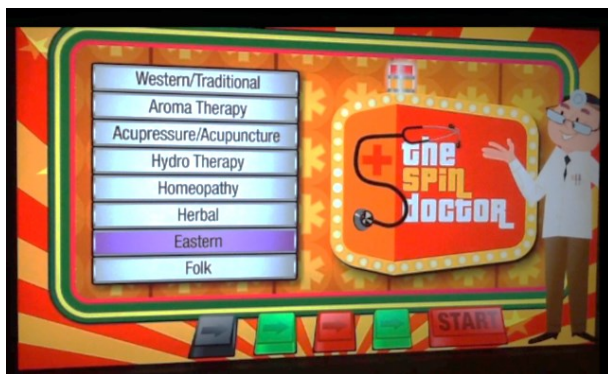 Western/Traditional
Aroma Therapy
Acupressure/Acupuncture
Hydro Therapy
Homeopathy
Herbal
Eastern
Folk
the
spin
doctor
START